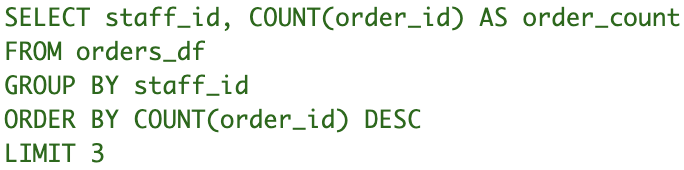 SELECT staff_id, COUNT(order_id) AS order_count
FROM orders_df
GROUP BY staff_id
ORDER BY COUNT(order_id) DESC
LIMIT 3